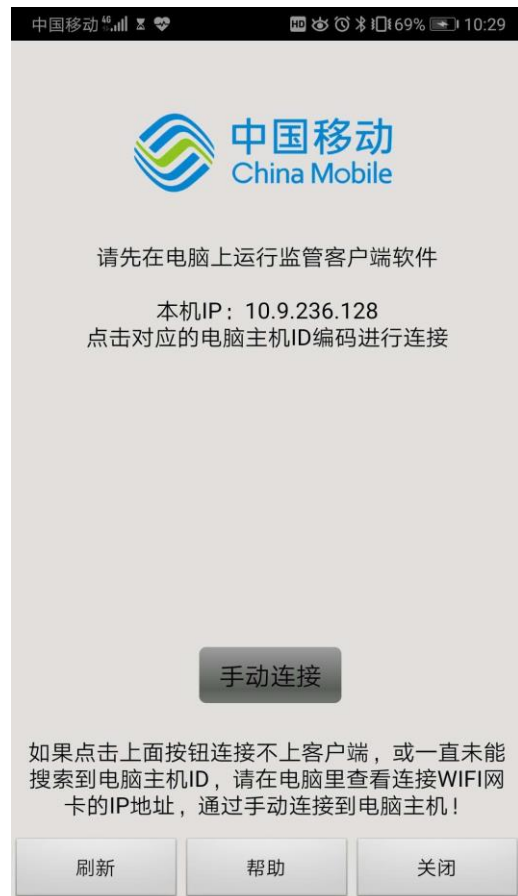 中国移动 46 HD 69% 10:29
中国移动
China Mobile
请先在电脑上运行监管客户端软件
本机IP：10.9.236.128
点击对应的电脑主机ID编码进行连接
手动连接
如果点击上面按钮连接不上客户端，或一直未能
搜索到电脑主机ID，请在电脑里查看连接WIFI网
卡的IP地址，通过手动连接到电脑主机！
刷新 帮助 关闭